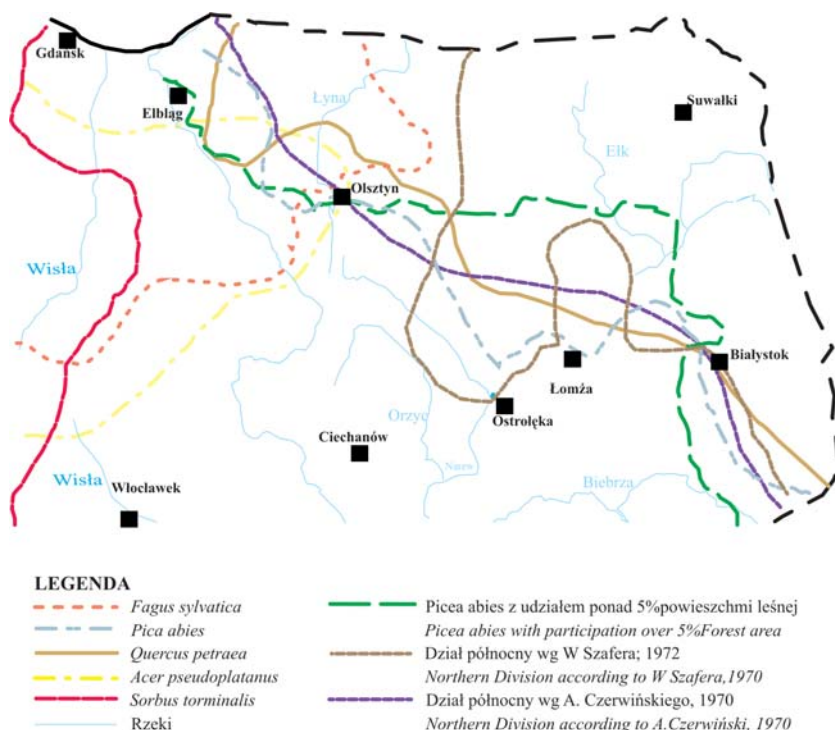 Gdańsk
Elbląg
Łyna
Suwałki
Ełk
Olsztyn
Wisła
Białystok
Łomża
Orzyc
Ostrołęka
Ciechanów
Narew
Wisła
Włocławek
Biebrza
LEGENDA
Fagus sylvatica
Pica abies
Quercus petraea
Acer pseudoplatanus
Sorbus torminalis
Rzeki
Picea abies z udziałem ponad 5%powieszchmi leśnej
Picea abies with participation over 5%Forest area
Dział północny wg W Szafera; 1972
Northern Division according to W Szafera,1970
Dział północny wg A. Czerwińskiego, 1970
Northern Division according to A.Czerwiński, 1970